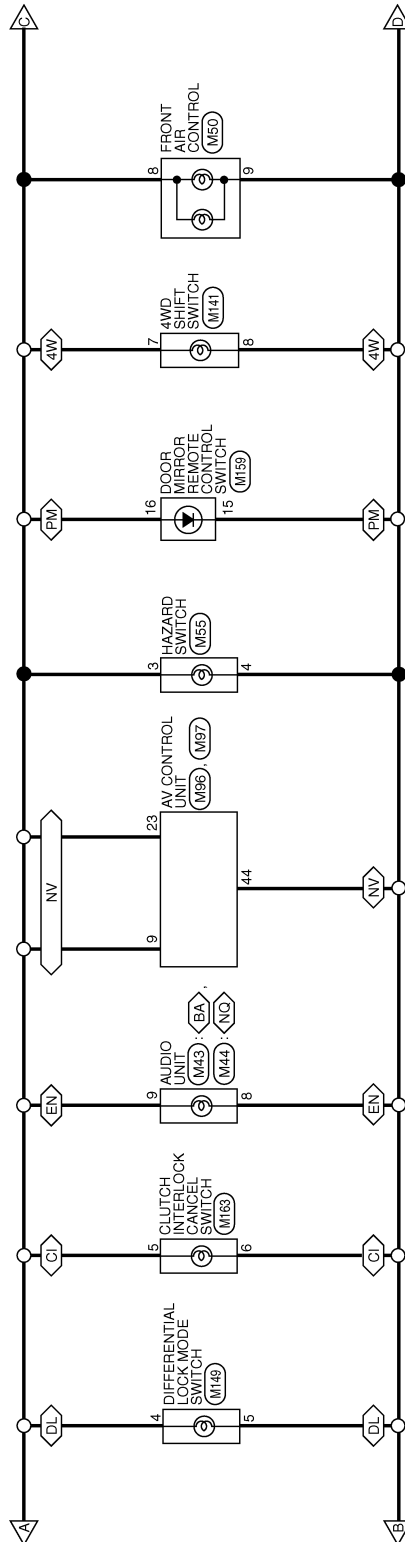 A
C
DL
CI
EN
NV
PM
4W
4
DIFFERENTIAL
LOCK MODE
SWITCH
M149
5
5
CLUTCH
INTERLOCK
CANCEL
SWITCH
M163
6
9
AUDIO
UNIT
M43 : BA ,
M44 : NQ
8
9
23
AV CONTROL
UNIT
M96 , M97
44
3
HAZARD
SWITCH
M55
4
16
DOOR
MIRROR
REMOTE
CONTROL
SWITCH
M159
15
7
4WD
SHIFT
SWITCH
M141
8
8
FRONT
AIR
CONTROL
M50
9
DL
CI
EN
NV
PM
4W
B
D